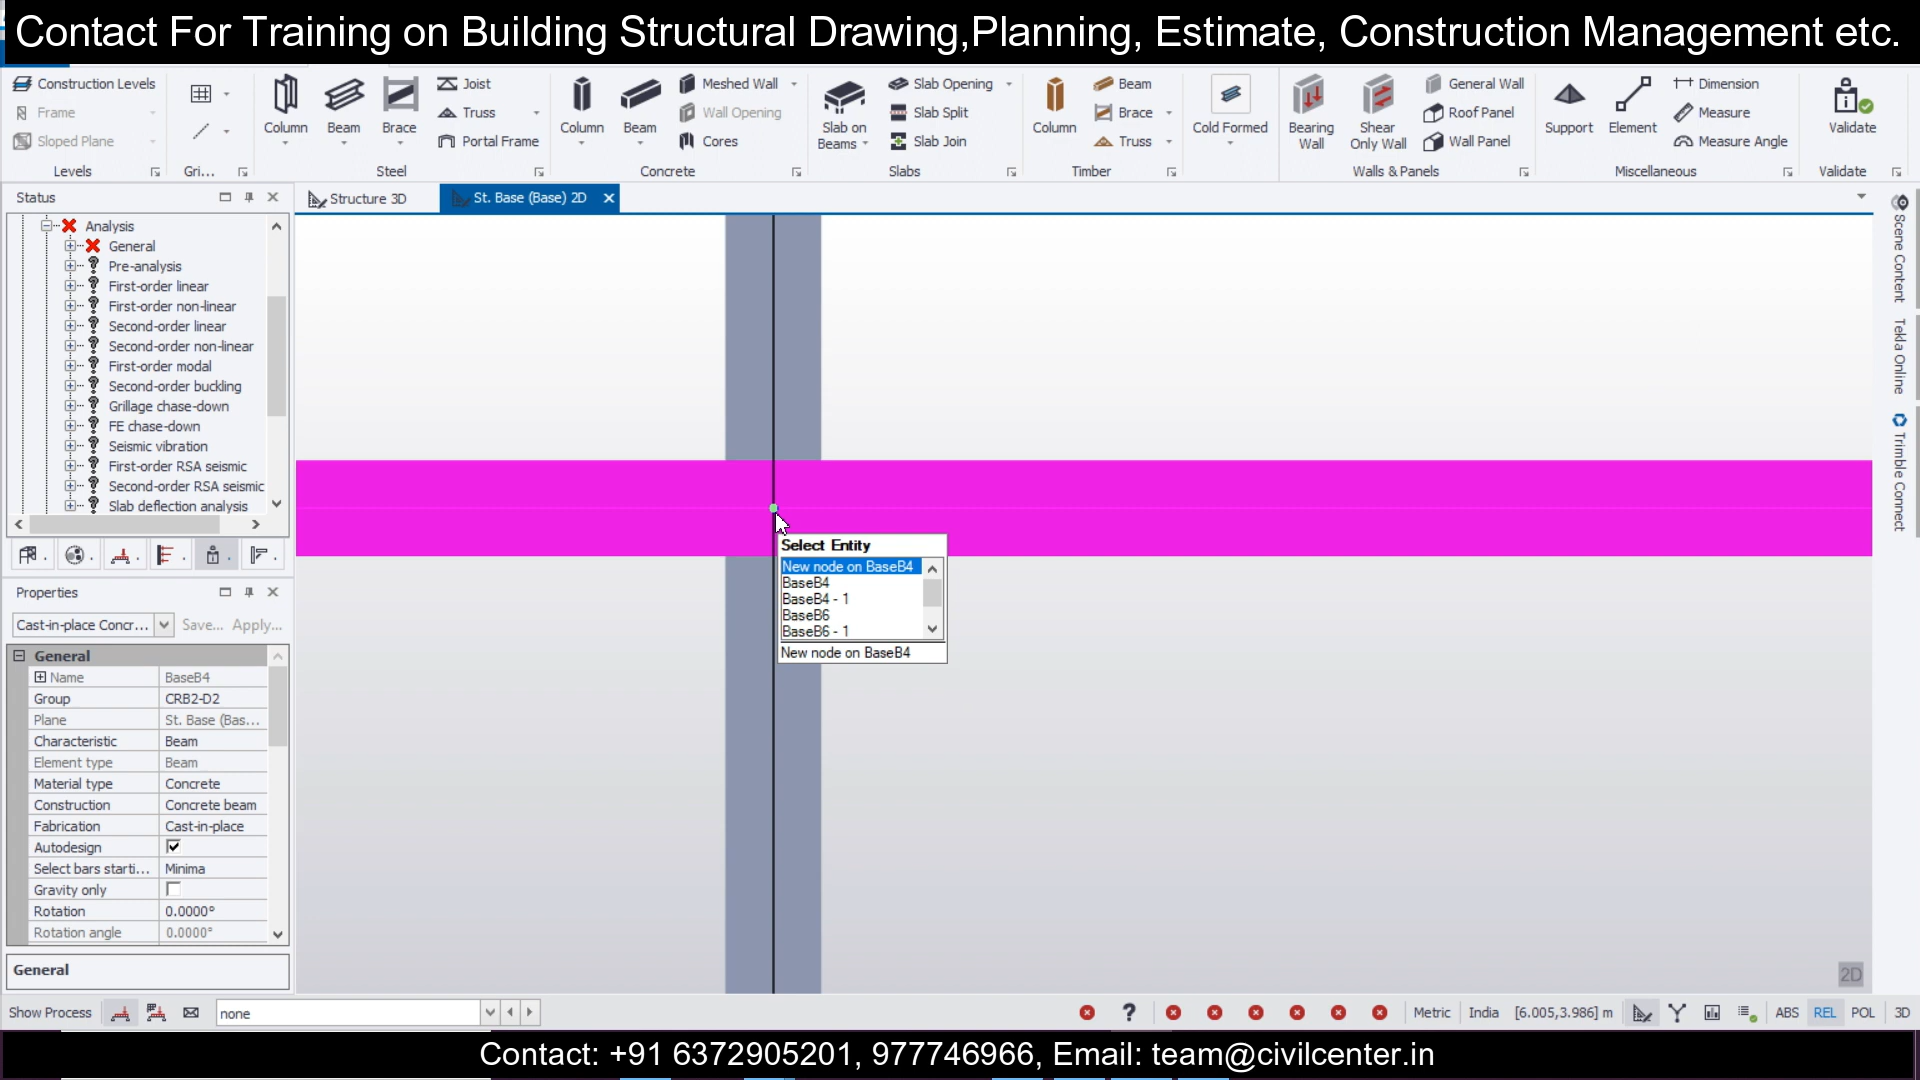 Contact For Training on Building Structural Drawing,Planning, Estimate, Construction Management etc.
Construction Levels
Frame
Sloped Plane
Levels
Gri...
Column
Beam
Brace
Joist
Truss
Portal Frame
Steel
Column
Beam
Meshed Wall
Wall Opening
Cores
Concrete
Slab on
Beams
Slab Opening
Slab Split
Slab Join
Slabs
Column
Beam
Brace
Truss
Timber
Cold Formed
Bearing
Wall
Shear
Only Wall
General Wall
Roof Panel
Wall Panel
Walls & Panels
Support
Element
Dimension
Measure
Measure Angle
Miscellaneous
Validate
Validate
Status
Analysis
General
Pre-analysis
First-order linear
First-order non-linear
Second-order linear
Second-order non-linear
First-order modal
Second-order buckling
Grillage chase-down
FE chase-down
Seismic vibration
First-order RSA seismic
Second-order RSA seismic
Slab deflection analysis
Structure 3D
St. Base (Base) 2D
Select Entity
New node on BaseB4
BaseB4
BaseB4 - 1
BaseB6
BaseB6 - 1
New node on BaseB4
2D
Scene Content
Tekla Online
Trimble Connect
Properties
Cast-in-place Concr...
Save... Apply...
General
Name BaseB4
Group CRB2-D2
Plane St. Base (Bas...
Characteristic Beam
Element type Beam
Material type Concrete
Construction Concrete beam
Fabrication Cast-in-place
Autodesign
Select bars starti... Minima
Gravity only
Rotation 0.0000°
Rotation angle 0.0000°
General
Show Process
none
Metric
India
[6.005,3.986] m
ABS
REL
POL
3D
Contact: +91 6372905201, 977746966, Email: team@civilcenter.in